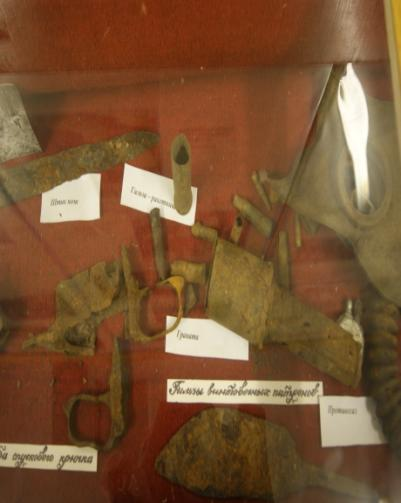 Штык нож
Гильза -
Граната
Гильзы винтовочных патронов.
Противогаз
спускового крючка